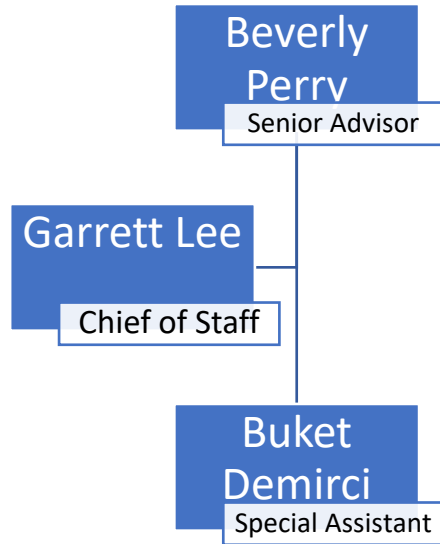 Beverly
Perry
Senior Advisor
Garrett Lee
Chief of Staff
Buket
Demirci
Special Assistant